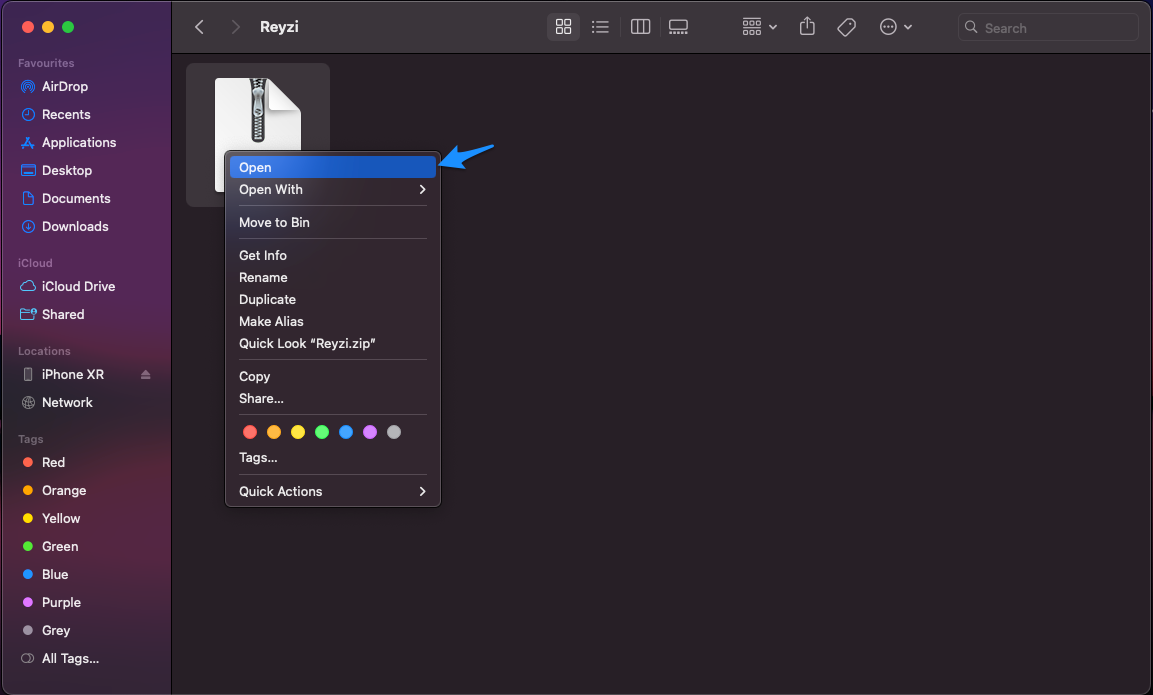 Reyzi
Search
Favourites
AirDrop
Recents
Applications
Desktop
Documents
Downloads
iCloud
iCloud Drive
Shared
Locations
iPhone XR
Network
Tags
Red
Orange
Yellow
Green
Blue
Purple
Grey
All Tags...
Open
Open With
Move to Bin
Get Info
Rename
Duplicate
Make Alias
Quick Look “Reyzi.zip”
Copy
Share...
Tags...
Quick Actions